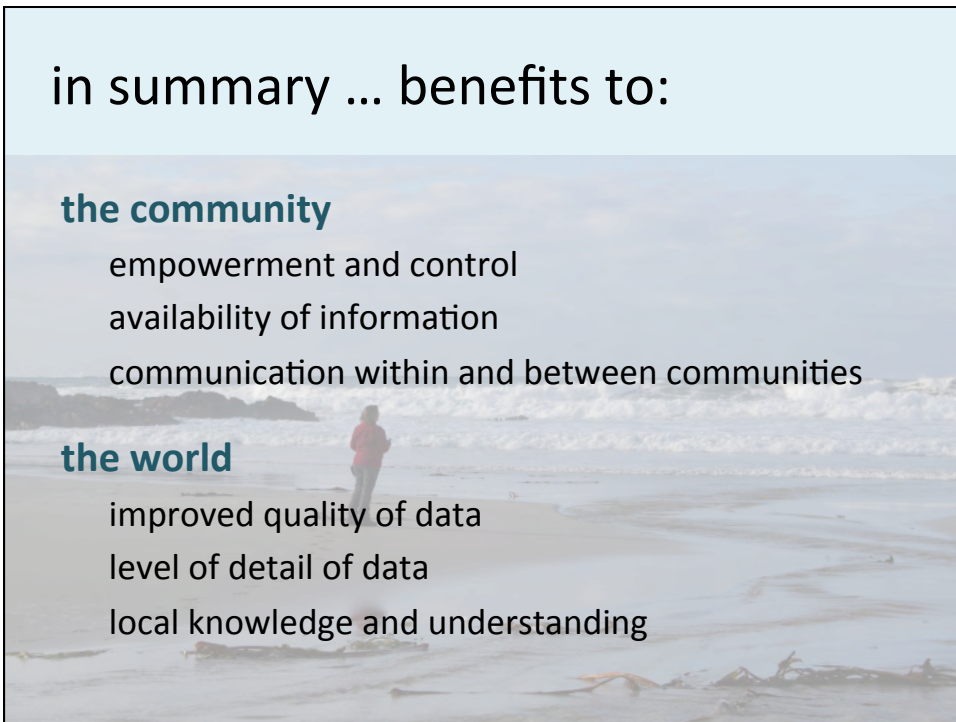 in summary … benefits to:
the community
empowerment and control
availability of information
communication within and between communities
the world
improved quality of data
level of detail of data
local knowledge and understanding